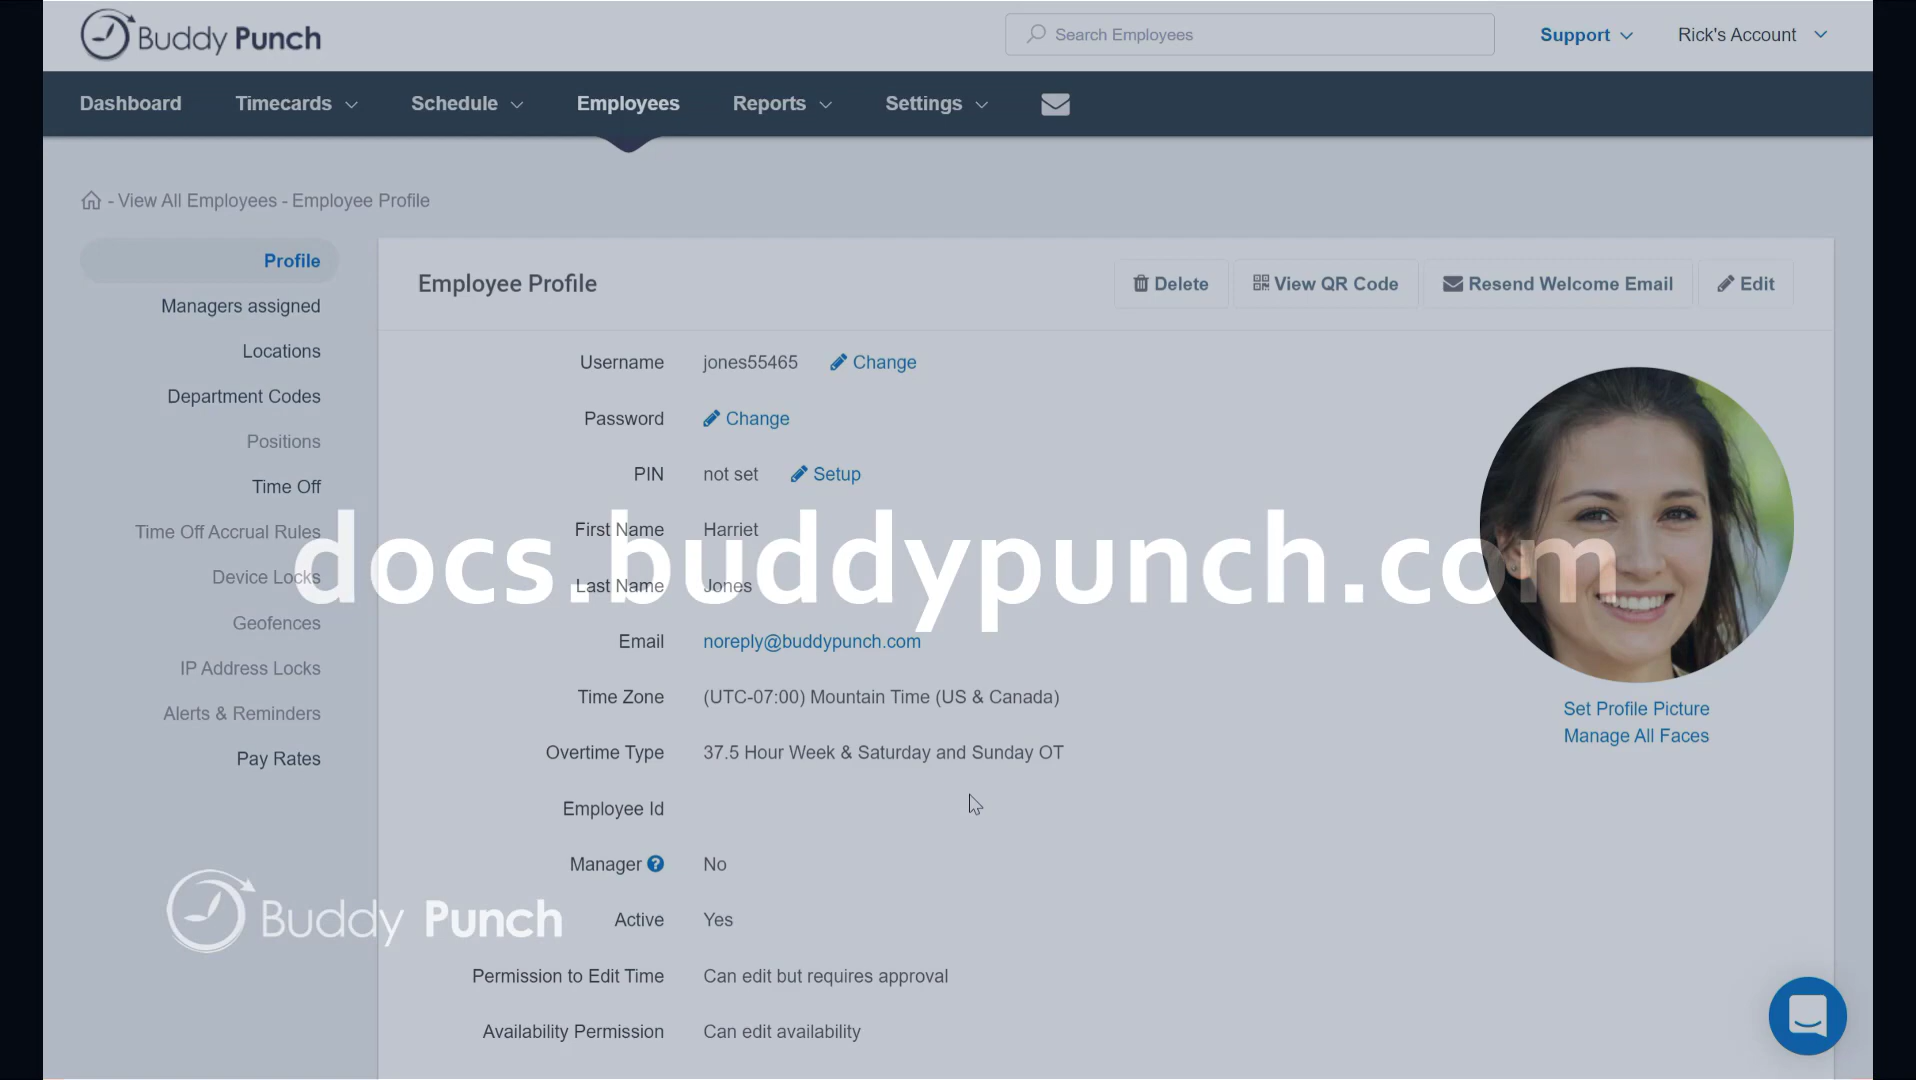 Buddy Punch
Search Employees
Support
Rick's Account
Dashboard
Timecards
Schedule
Employees
Reports
Settings
- View All Employees - Employee Profile
Profile
Managers assigned
Locations
Department Codes
Positions
Time Off
Time Off Accrual Rules
Device Locks
Geofences
IP Address Locks
Alerts & Reminders
Pay Rates
Employee Profile
Delete
View QR Code
Resend Welcome Email
Edit
Username jones55465 Change
Password Change
PIN not set Setup
First Name Harriet
docs.buddypunch.com
Last Name Jones
Email noreply@buddypunch.com
Time Zone (UTC-07:00) Mountain Time (US & Canada)
Overtime Type 37.5 Hour Week & Saturday and Sunday OT
Employee Id
Manager ? No
Active Yes
Permission to Edit Time Can edit but requires approval
Availability Permission Can edit availability
Set Profile Picture
Manage All Faces
Buddy Punch